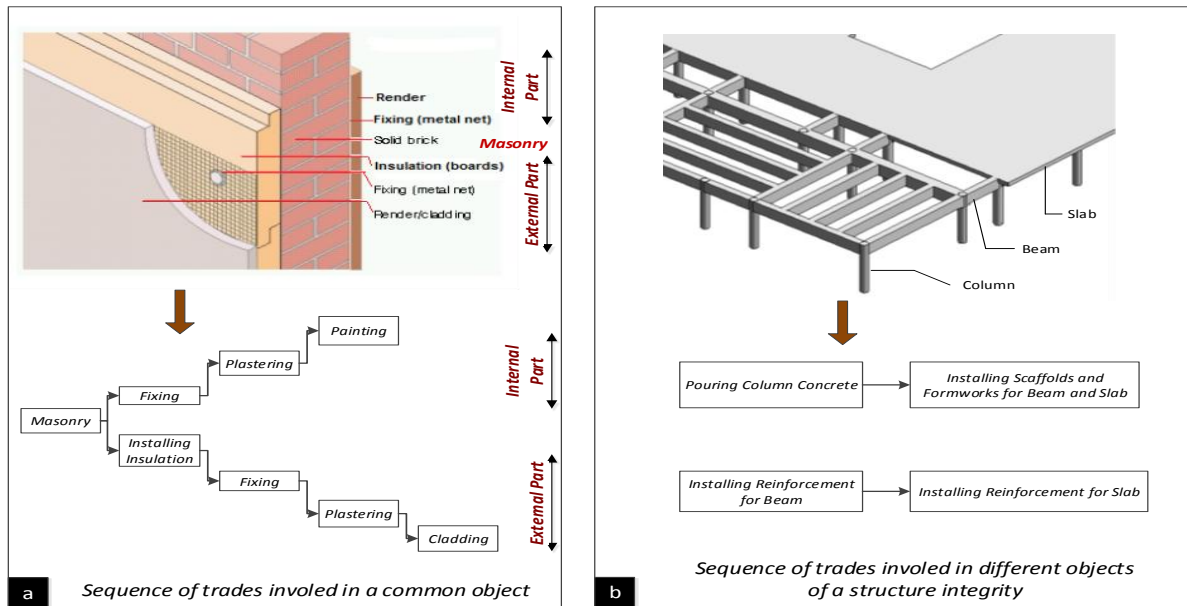 Render
Fixing (metal net)
Solid brick
Masonry
Insulation (boards)
Fixing (metal net)
Render/cladding
Internal
Part
External Part
Painting
Plastering
Fixing
Masonry
Installing
Insulation
Fixing
Plastering
Cladding
Internal
Part
External Part
a
Sequence of trades involed in a common object
Slab
Beam
Column
Pouring Column Concrete
Installing Scaffolds and
Formworks for Beam and Slab
Installing Reinforcement
for Beam
Installing Reinforcement for Slab
b
Sequence of trades involed in different objects
of a structure integrity